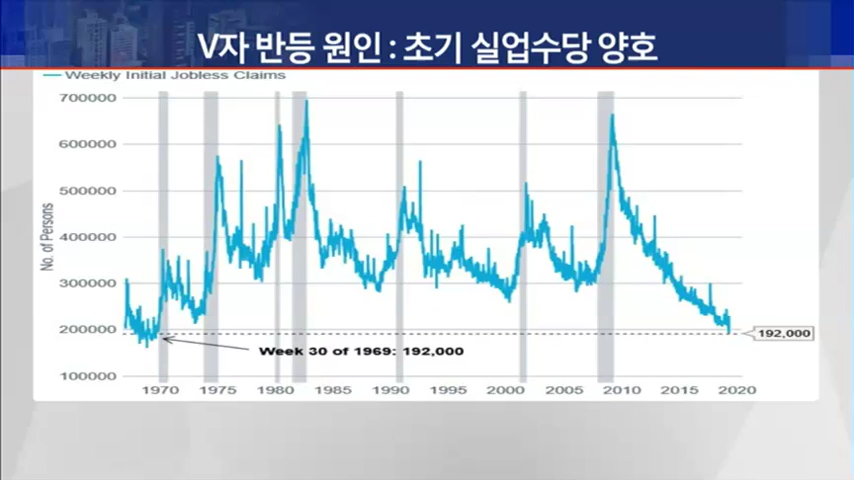 V자 반등 원인 : 초기 실업수당 양호
Weekly Initial Jobless Claims
No. of Persons
700000
600000
500000
400000
300000
200000
100000
192,000
Week 30 of 1969: 192,000
1970 1975 1980 1985 1990 1995 2000 2005 2010 2015 2020